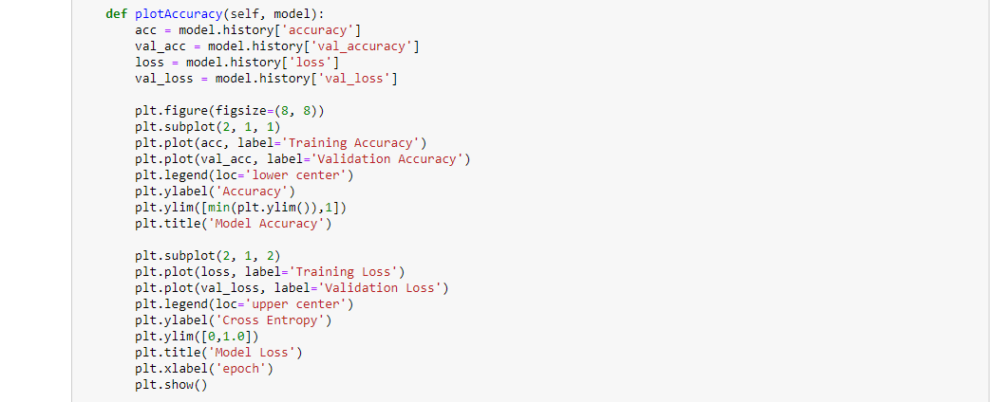 def plotAccuracy(self, model):
acc = model.history['accuracy']
val_acc = model.history['val_accuracy']
loss = model.history['loss']
val_loss = model.history['val_loss']
plt.figure(figsize=(8, 8))
plt.subplot(2, 1, 1)
plt.plot(acc, label='Training Accuracy')
plt.plot(val_acc, label='Validation Accuracy')
plt.legend(loc='lower center')
plt.ylabel('Accuracy')
plt.ylim([min(plt.ylim()),1])
plt.title('Model Accuracy')
plt.subplot(2, 1, 2)
plt.plot(loss, label='Training Loss')
plt.plot(val_loss, label='Validation Loss')
plt.legend(loc='upper center')
plt.ylabel('Cross Entropy')
plt.ylim([0,1.0])
plt.title('Model Loss')
plt.xlabel('epoch')
plt.show()